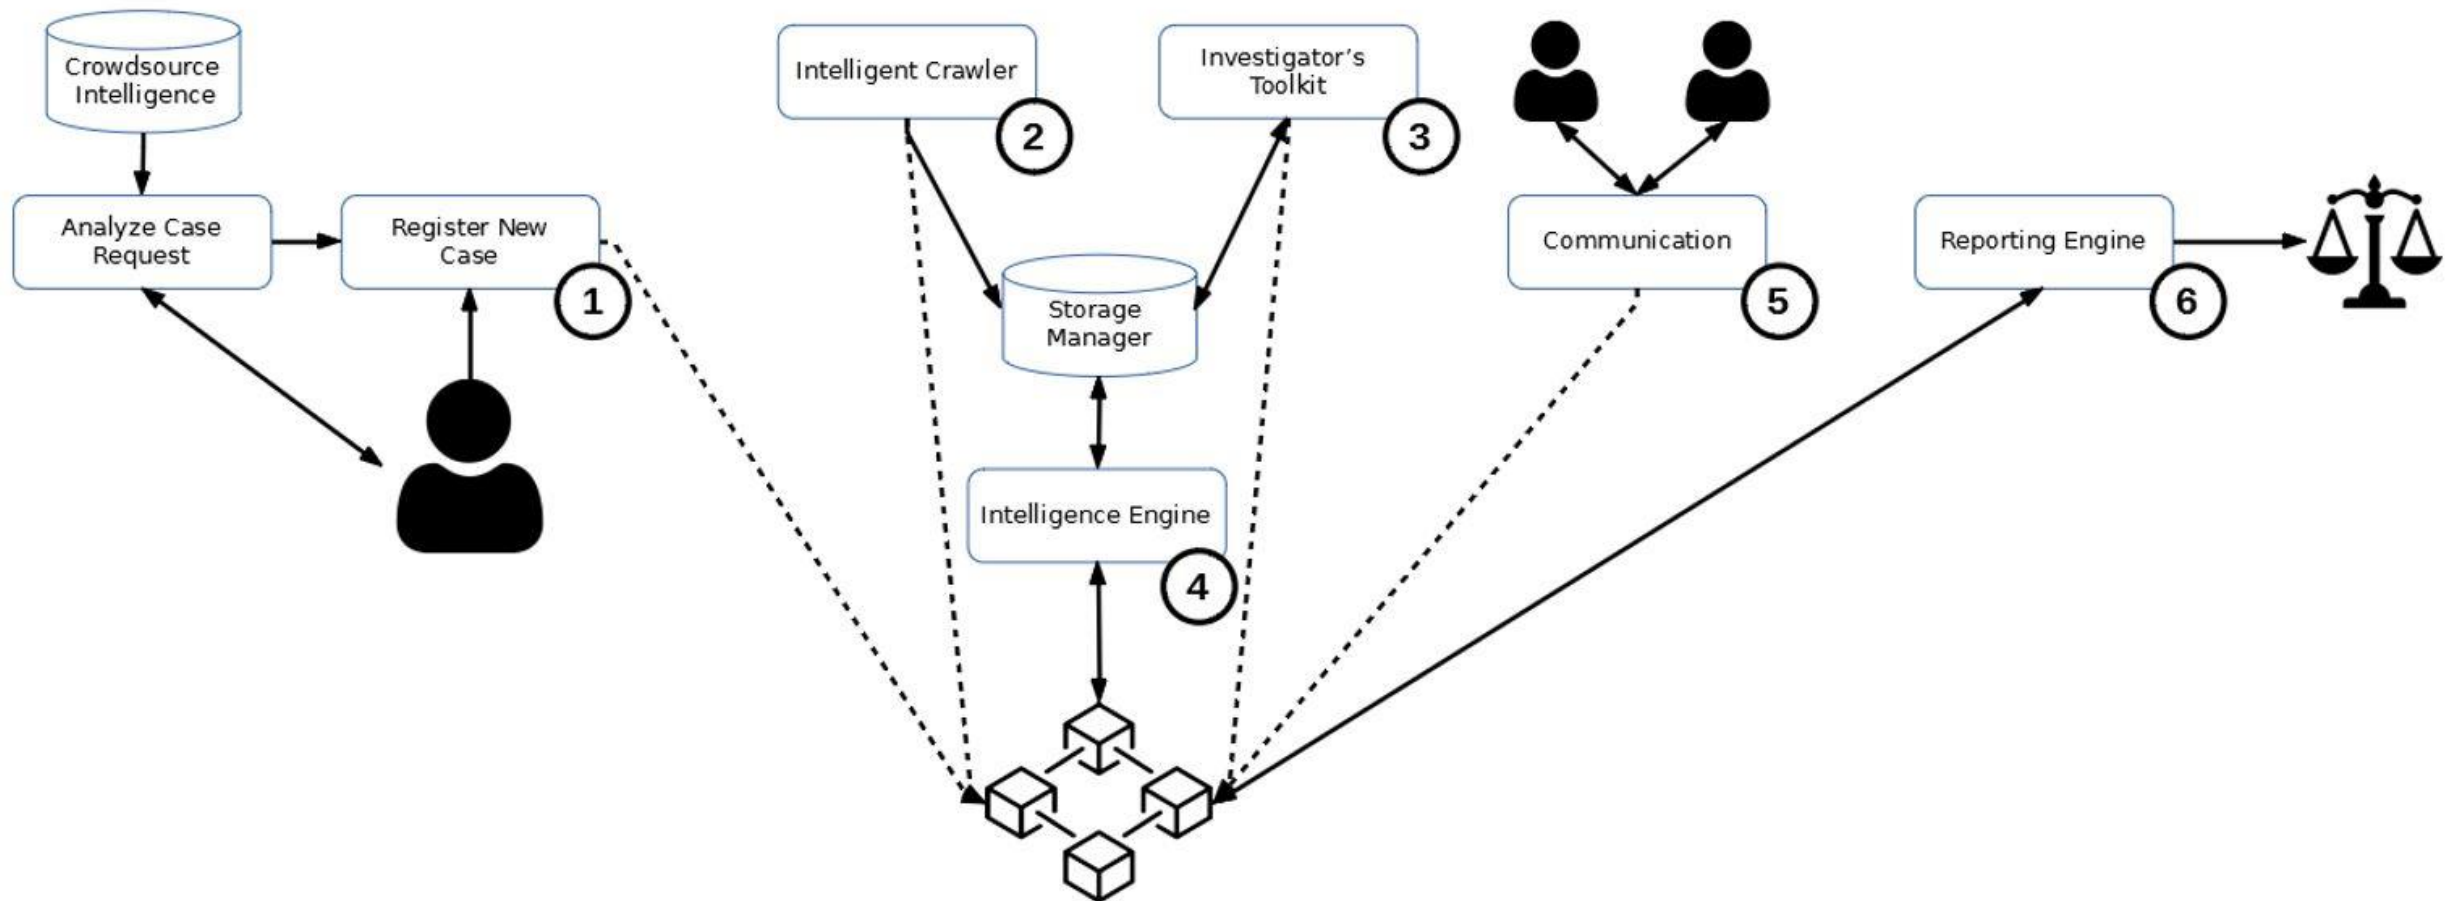 Crowdsource
Intelligence
Analyze Case
Request
Register New
Case
1
Intelligent Crawler
2
Investigator’s
Toolkit
3
Storage
Manager
Intelligence Engine
4
Communication
5
Reporting Engine
6